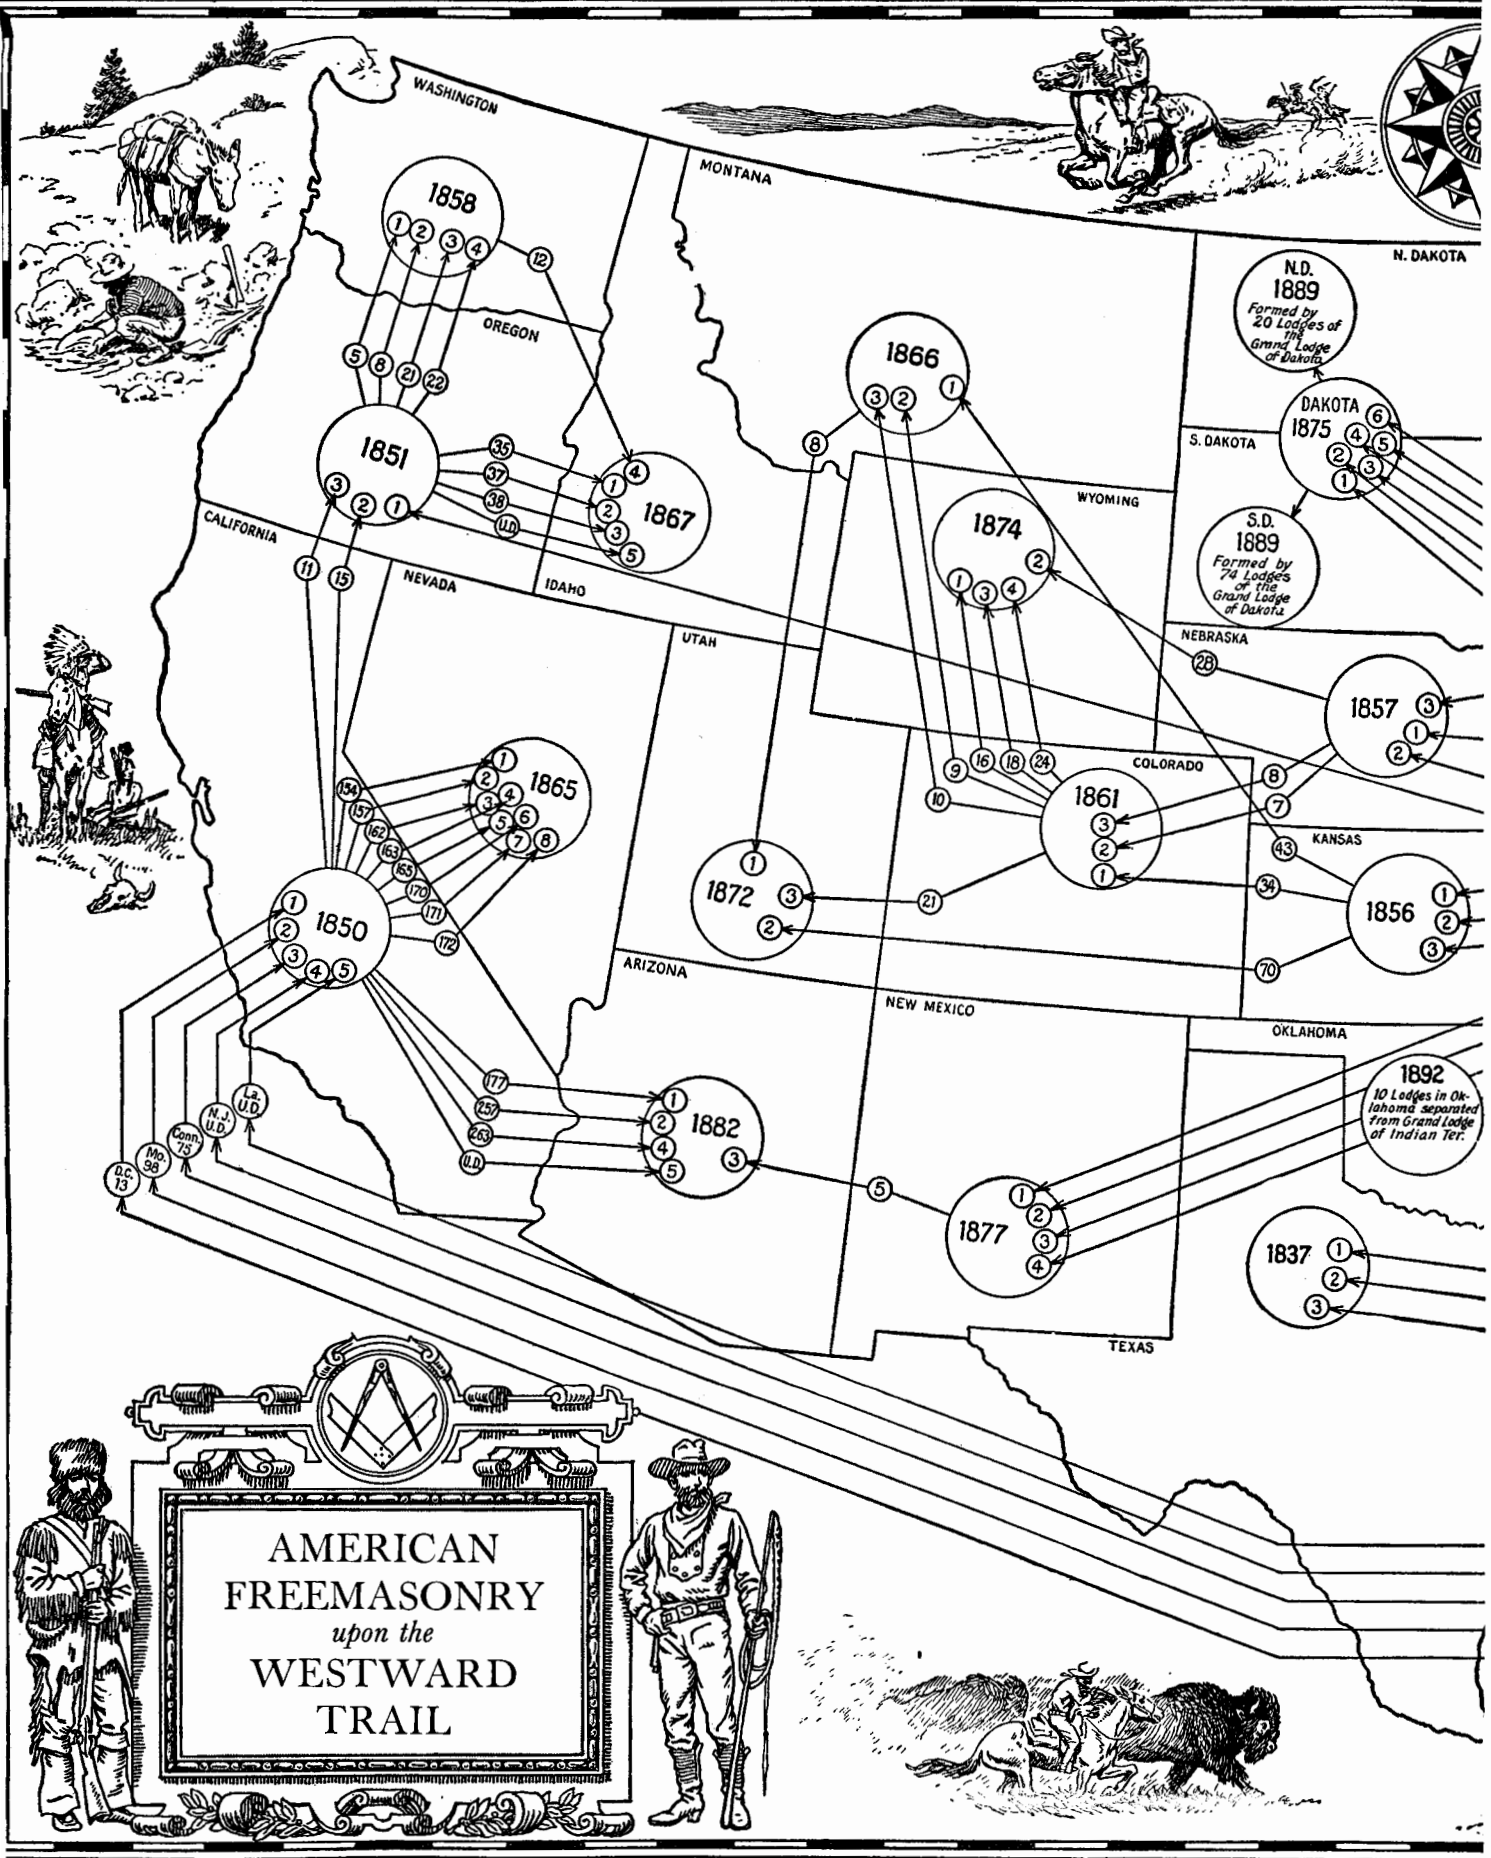 WASHINGTON
MONTANA
N. DAKOTA
1858
1 2 3 4
12
N.D.
1889
Formed by
20 Lodges of
the
Grand Lodge
of Dakota
OREGON
1866
3 2 1
5 8 21 22
8
DAKOTA
1875
6
4 5
2 3
1
S. DAKOTA
1851
3 2 1
35
37
38
U.D.
4
1
2
3
5
1867
WYOMING
1874
2
1 3 4
S.D.
1889
Formed by
74 Lodges
of the
Grand Lodge
of Dakota
CALIFORNIA
11 15
NEVADA
IDAHO
UTAH
NEBRASKA
28
1857
3
1
2
1865
1
2
3 4
5 6
7 8
154
157
162
163
165
170
171
172
10 9 16 18 24
COLORADO
1861
3
2
1
8
7
43
34
70
KANSAS
1856
1
2
3
1872
1
3
2
21
1850
1
2
3
4
5
ARIZONA
NEW MEXICO
OKLAHOMA
1892
10 Lodges in Ok-
lahoma separated
from Grand Lodge
of Indian Ter.
177
257
263
U.D.
1882
1
2
4
5
3
5
1877
1
2
3
4
1837
1
2
3
La.
U.D.
N.J.
U.D.
Conn.
75
Mo.
98
D.C.
13
TEXAS
AMERICAN
FREEMASONRY
upon the
WESTWARD
TRAIL